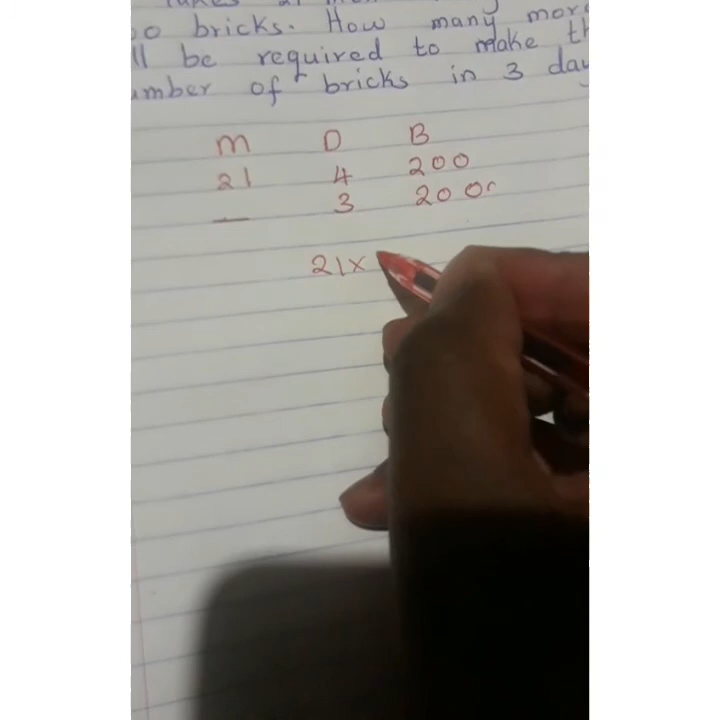 bricks. How many more
be required to make
of bricks in 3
M D B
21 4 200
_ 3 200
21x